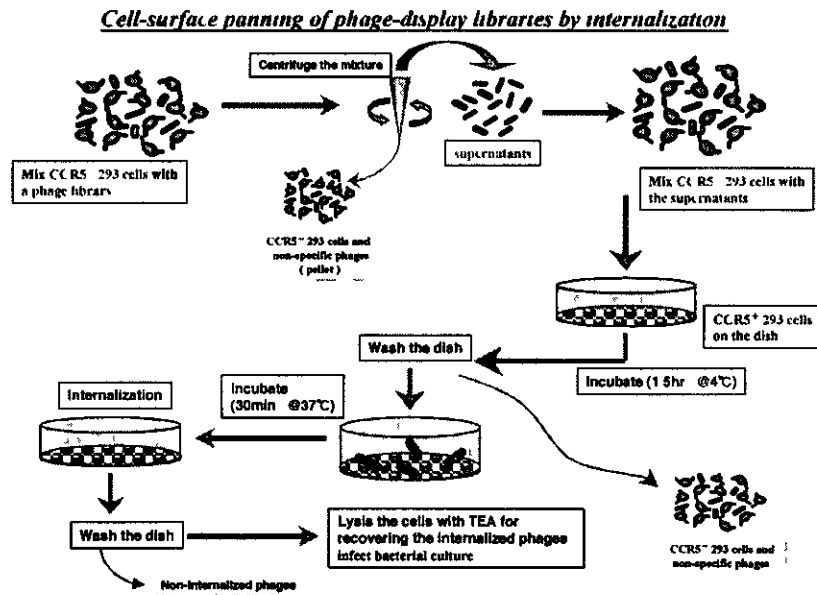 Cell-surface panning of phage-display libraries by internalization
Centrifuge the mixture
supernatants
Mix CCR5 293 cells with
a phage library
Mix CCR5 293 cells with
the supernatants
CCR5⁻ 293 cells and
non-specific phages
( pellet )
CCR5⁺ 293 cells
on the dish
Wash the dish
Incubate (1 5hr @4℃)
Incubate
(30min @37℃)
Internalization
Wash the dish
Lysis the cells with TEA for
recovering the internalized phages
infect bacterial culture
CCR5⁻ 293 cells and
non-specific phages
Non-internalized phages